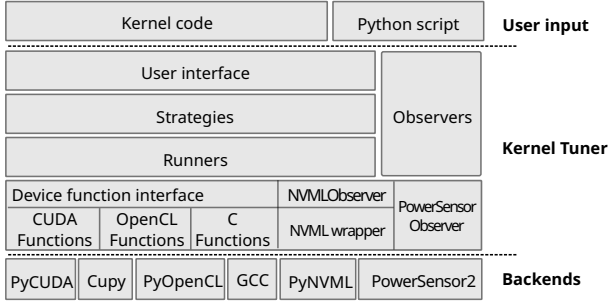 Kernel code
Python script
User input
User interface
Strategies
Runners
Observers
Kernel Tuner
Device function interface
NVMLObserver
PowerSensor
Observer
CUDA
Functions
OpenCL
Functions
C
Functions
NVML wrapper
PyCUDA
Cupy
PyOpenCL
GCC
PyNVML
PowerSensor2
Backends